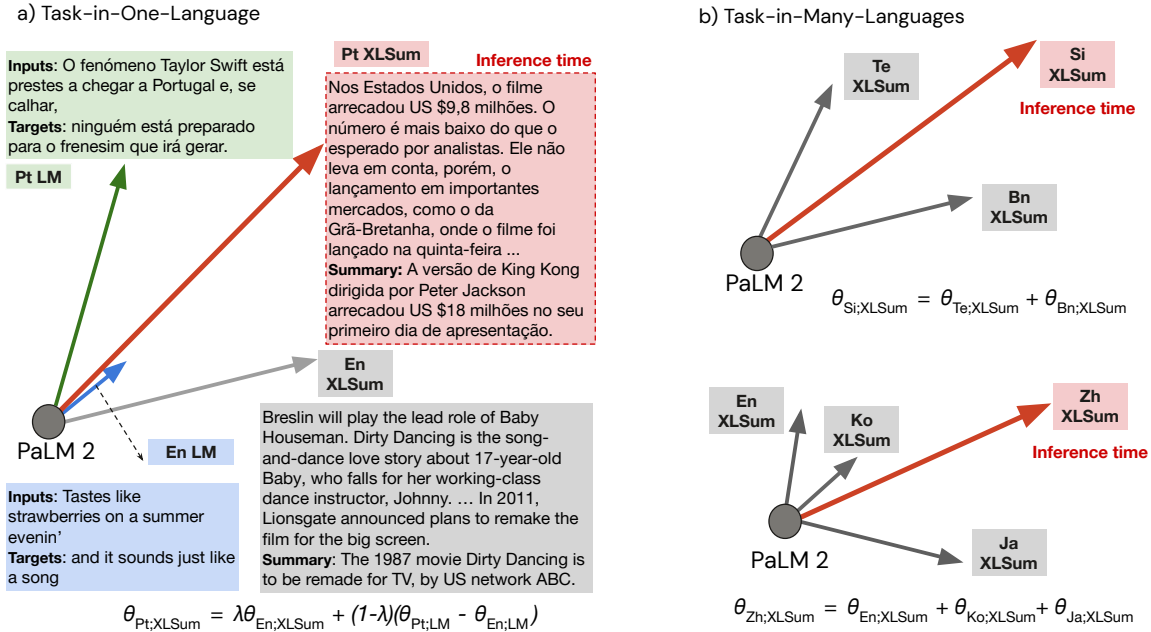 a) Task-in-One-Language
Inputs: O fenómeno Taylor Swift está
prestes a chegar a Portugal e, se
calhar,
Targets: ninguém está preparado
para o frenesim que irá gerar.
Pt LM
Pt XLSum
Inference time
Nos Estados Unidos, o filme
arrecadou US $9,8 milhões. O
número é mais baixo do que o
esperado por analistas. Ele não
leva em conta, porém, o
lançamento em importantes
mercados, como o da
Grã-Bretanha, onde o filme foi
lançado na quinta-feira ...
Summary: A versão de King Kong
dirigida por Peter Jackson
arrecadou US $18 milhões no seu
primeiro dia de apresentação.
En
XLSum
PaLM 2
En LM
Inputs: Tastes like
strawberries on a summer
evenin'
Targets: and it sounds just like
a song
Breslin will play the lead role of Baby
Houseman. Dirty Dancing is the song-
and-dance love story about 17-year-old
Baby, who falls for her working-class
dance instructor, Johnny. … In 2011,
Lionsgate announced plans to remake the
film for the big screen.
Summary: The 1987 movie Dirty Dancing is
to be remade for TV, by US network ABC.
θPt;XLSum = λθEn;XLSum + (1-λ)(θPt;LM - θEn;LM)
b) Task-in-Many-Languages
Te
XLSum
Si
XLSum
Inference time
Bn
XLSum
PaLM 2
θSi;XLSum = θTe;XLSum + θBn;XLSum
En
XLSum
Ko
XLSum
Zh
XLSum
Inference time
Ja
XLSum
PaLM 2
θZh;XLSum = θEn;XLSum + θKo;XLSum+ θJa;XLSum